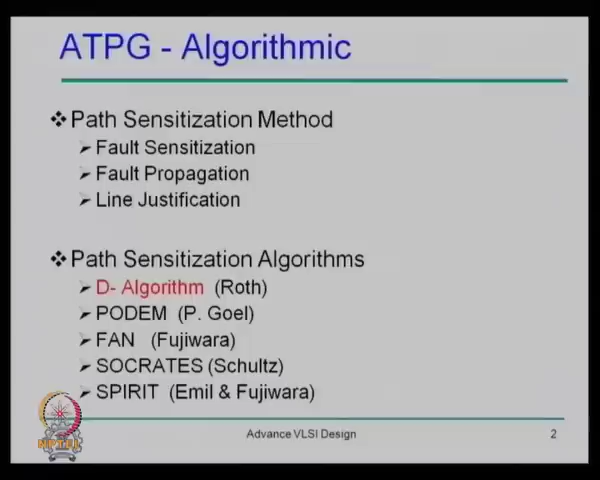 ATPG - Algorithmic
Path Sensitization Method
Fault Sensitization
Fault Propagation
Line Justification
Path Sensitization Algorithms
D- Algorithm (Roth)
PODEM (P. Goel)
FAN (Fujiwara)
SOCRATES (Schultz)
SPIRIT (Emil & Fujiwara)
NPTEL
Advance VLSI Design
2